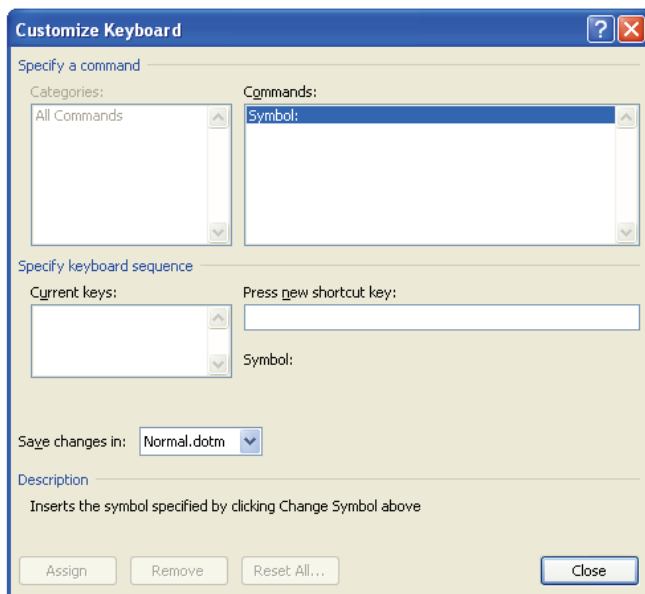 Customize Keyboard
Specify a command
Categories:
Commands:
All Commands
Symbol:
Specify keyboard sequence
Current keys:
Press new shortcut key:
Symbol:
Save changes in:
Normal.dotm
Description
Inserts the symbol specified by clicking Change Symbol above
Assign
Remove
Reset All...
Close